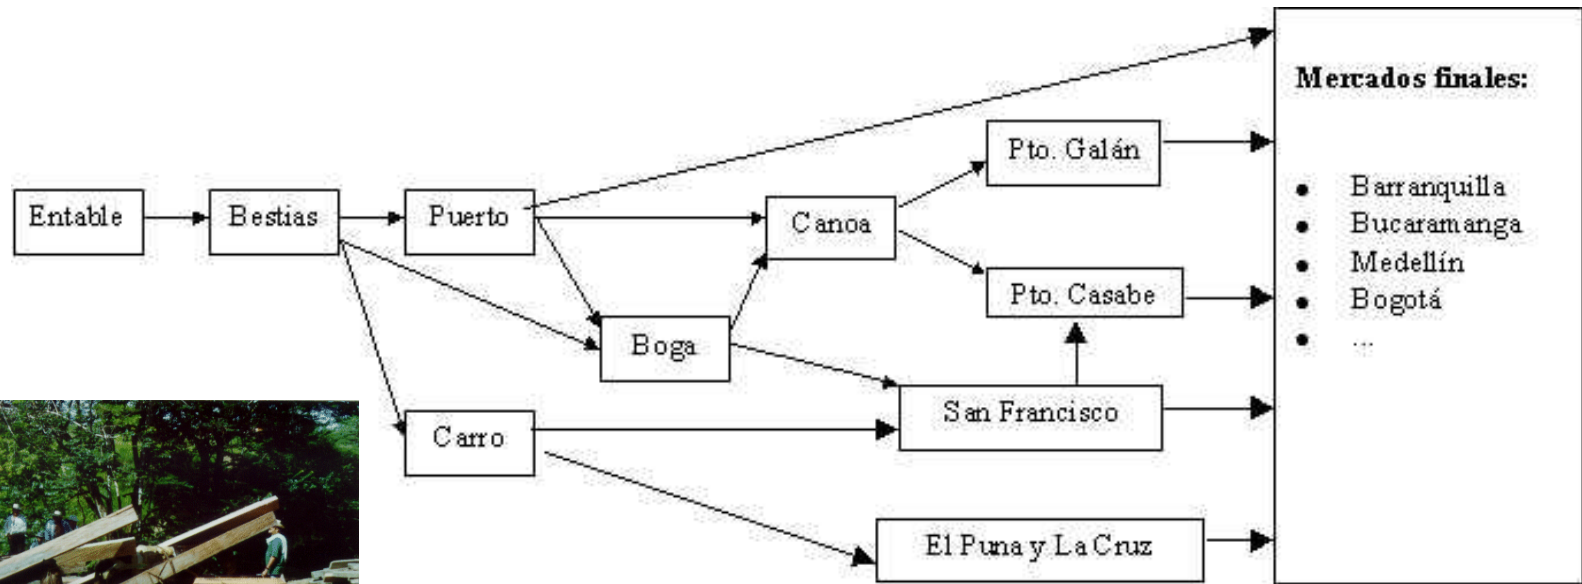 Mercados finales:
Pto. Galán
Entable
Bestias
Puerto
Canoa
• Barranquilla
• Bucaramanga
• Medellín
• Bogotá
• ...
Pto. Casabe
Boga
San Francisco
Carro
El Puna y La Cruz